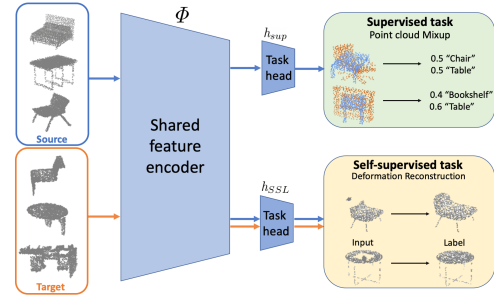 Φ
Source
Target
Shared
feature
encoder
h_sup
Task
head
h_SSL
Task
head
Supervised task
Point cloud Mixup
0.5 “Chair”
0.5 “Table”
0.4 “Bookshelf”
0.6 “Table”
Self-supervised task
Deformation Reconstruction
Input
Label